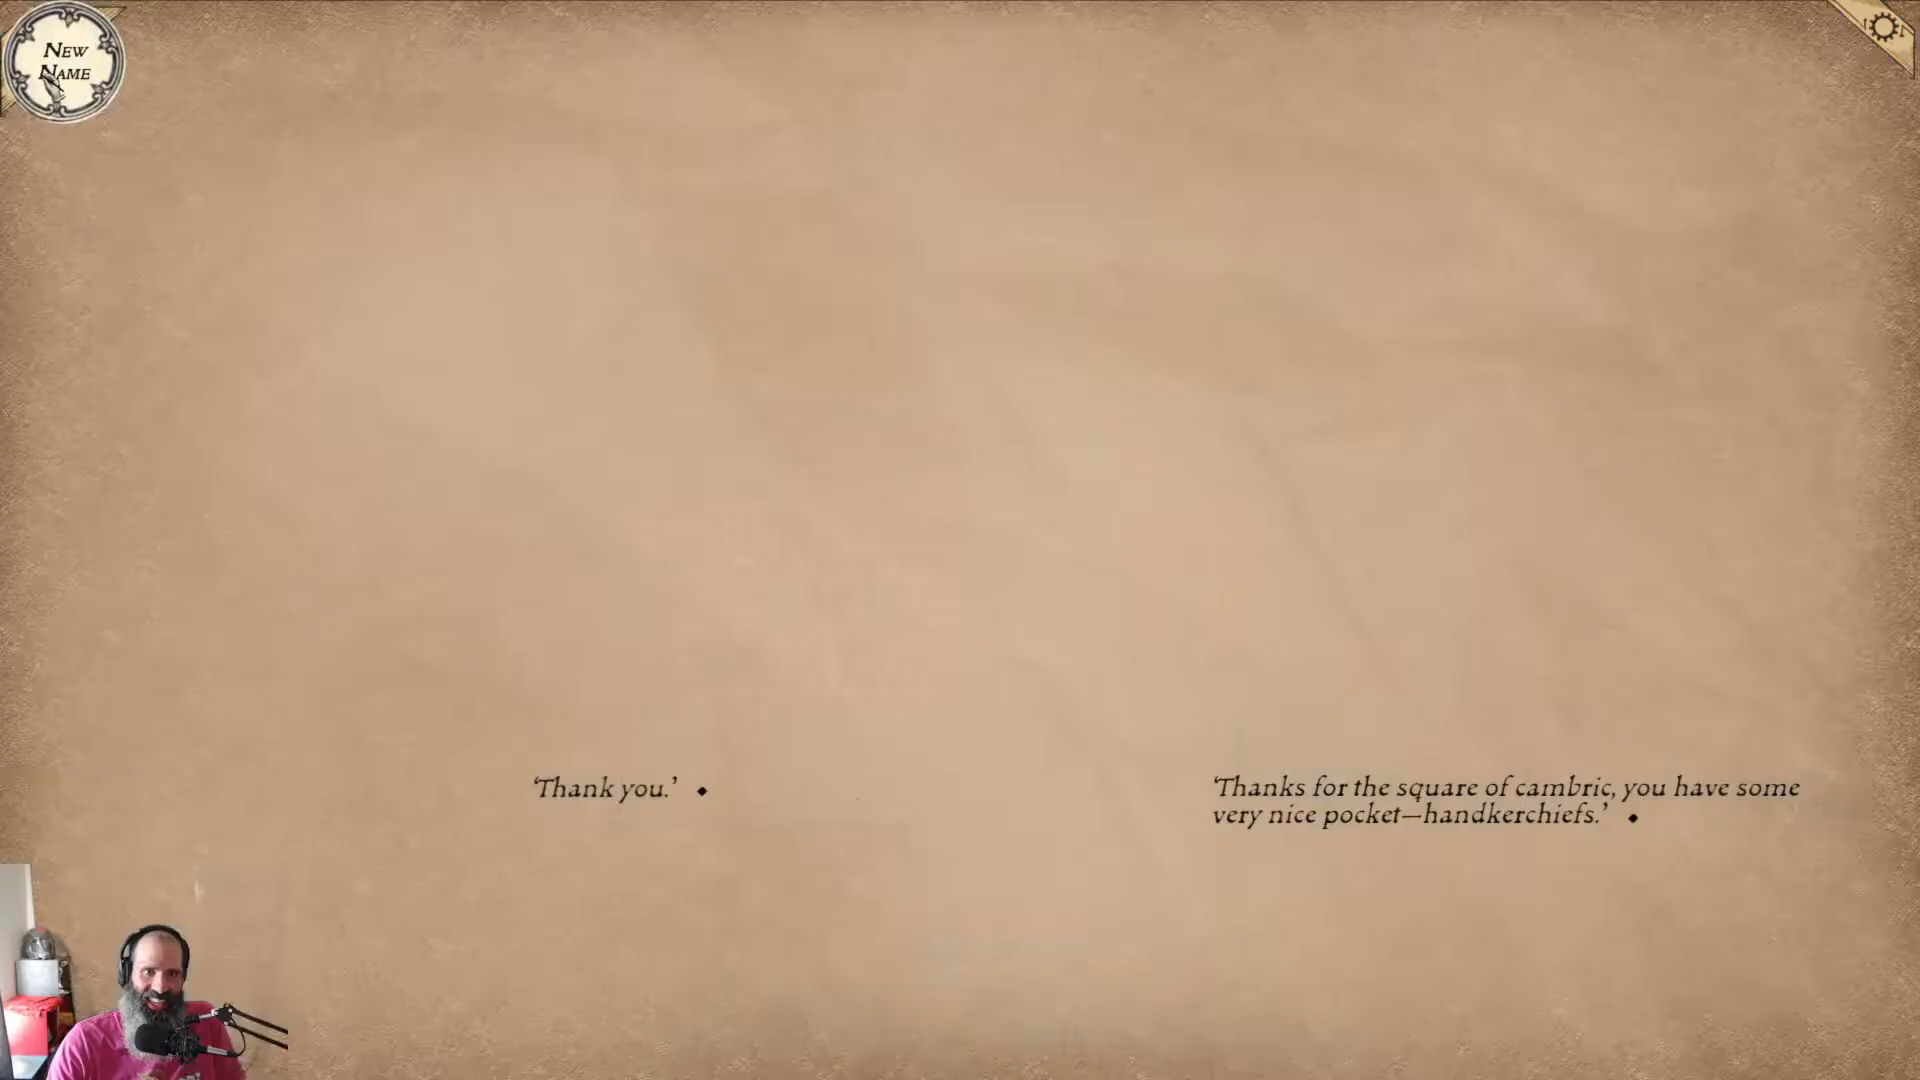 New
Name
‘Thank you.’
‘Thanks for the square of cambric, you have some
very nice pocket—handkerchiefs.’